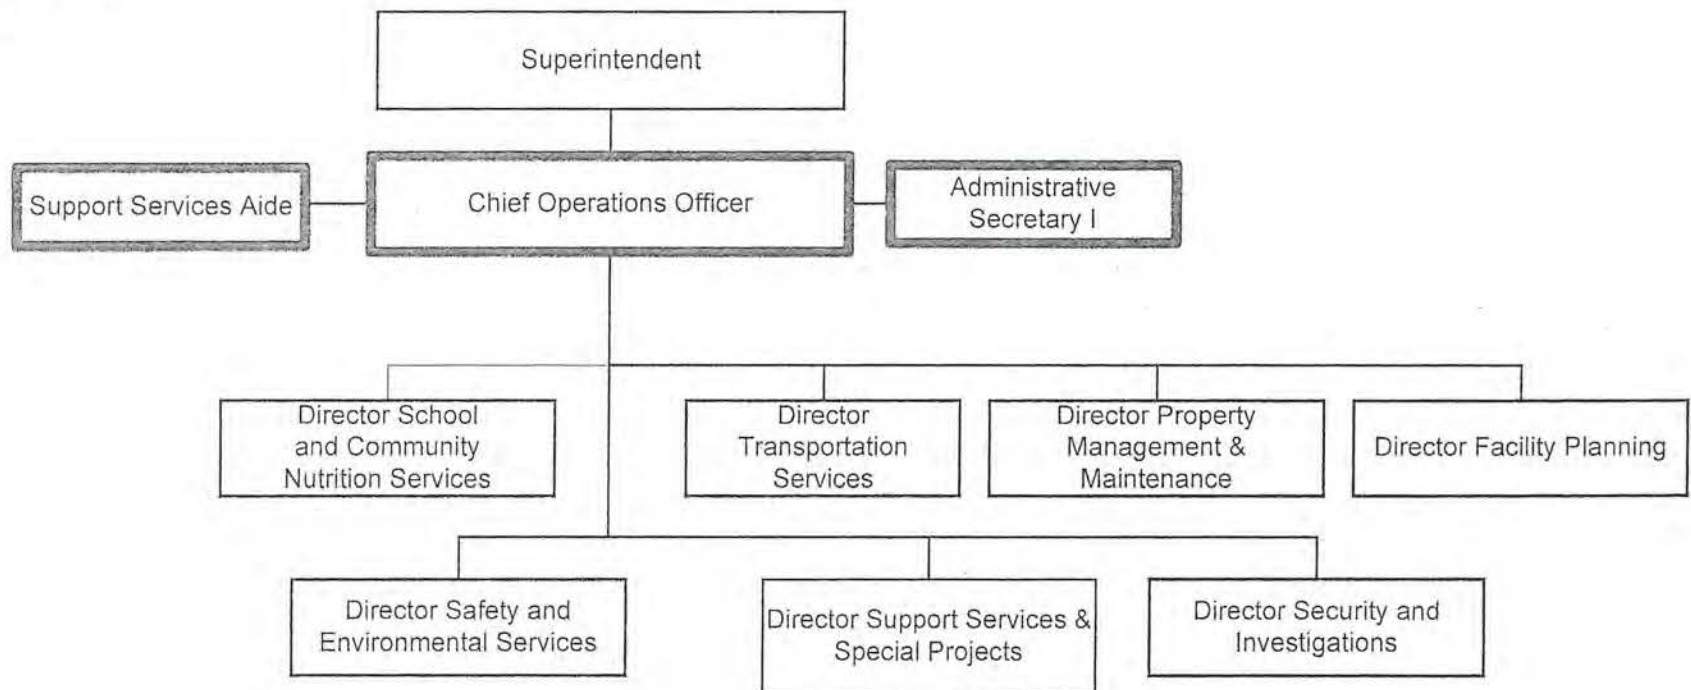 Superintendent
Support Services Aide
Chief Operations Officer
Administrative
Secretary I
Director School
and Community
Nutrition Services
Director
Transportation
Services
Director Property
Management &
Maintenance
Director Facility Planning
Director Safety and
Environmental Services
Director Support Services &
Special Projects
Director Security and
Investigations